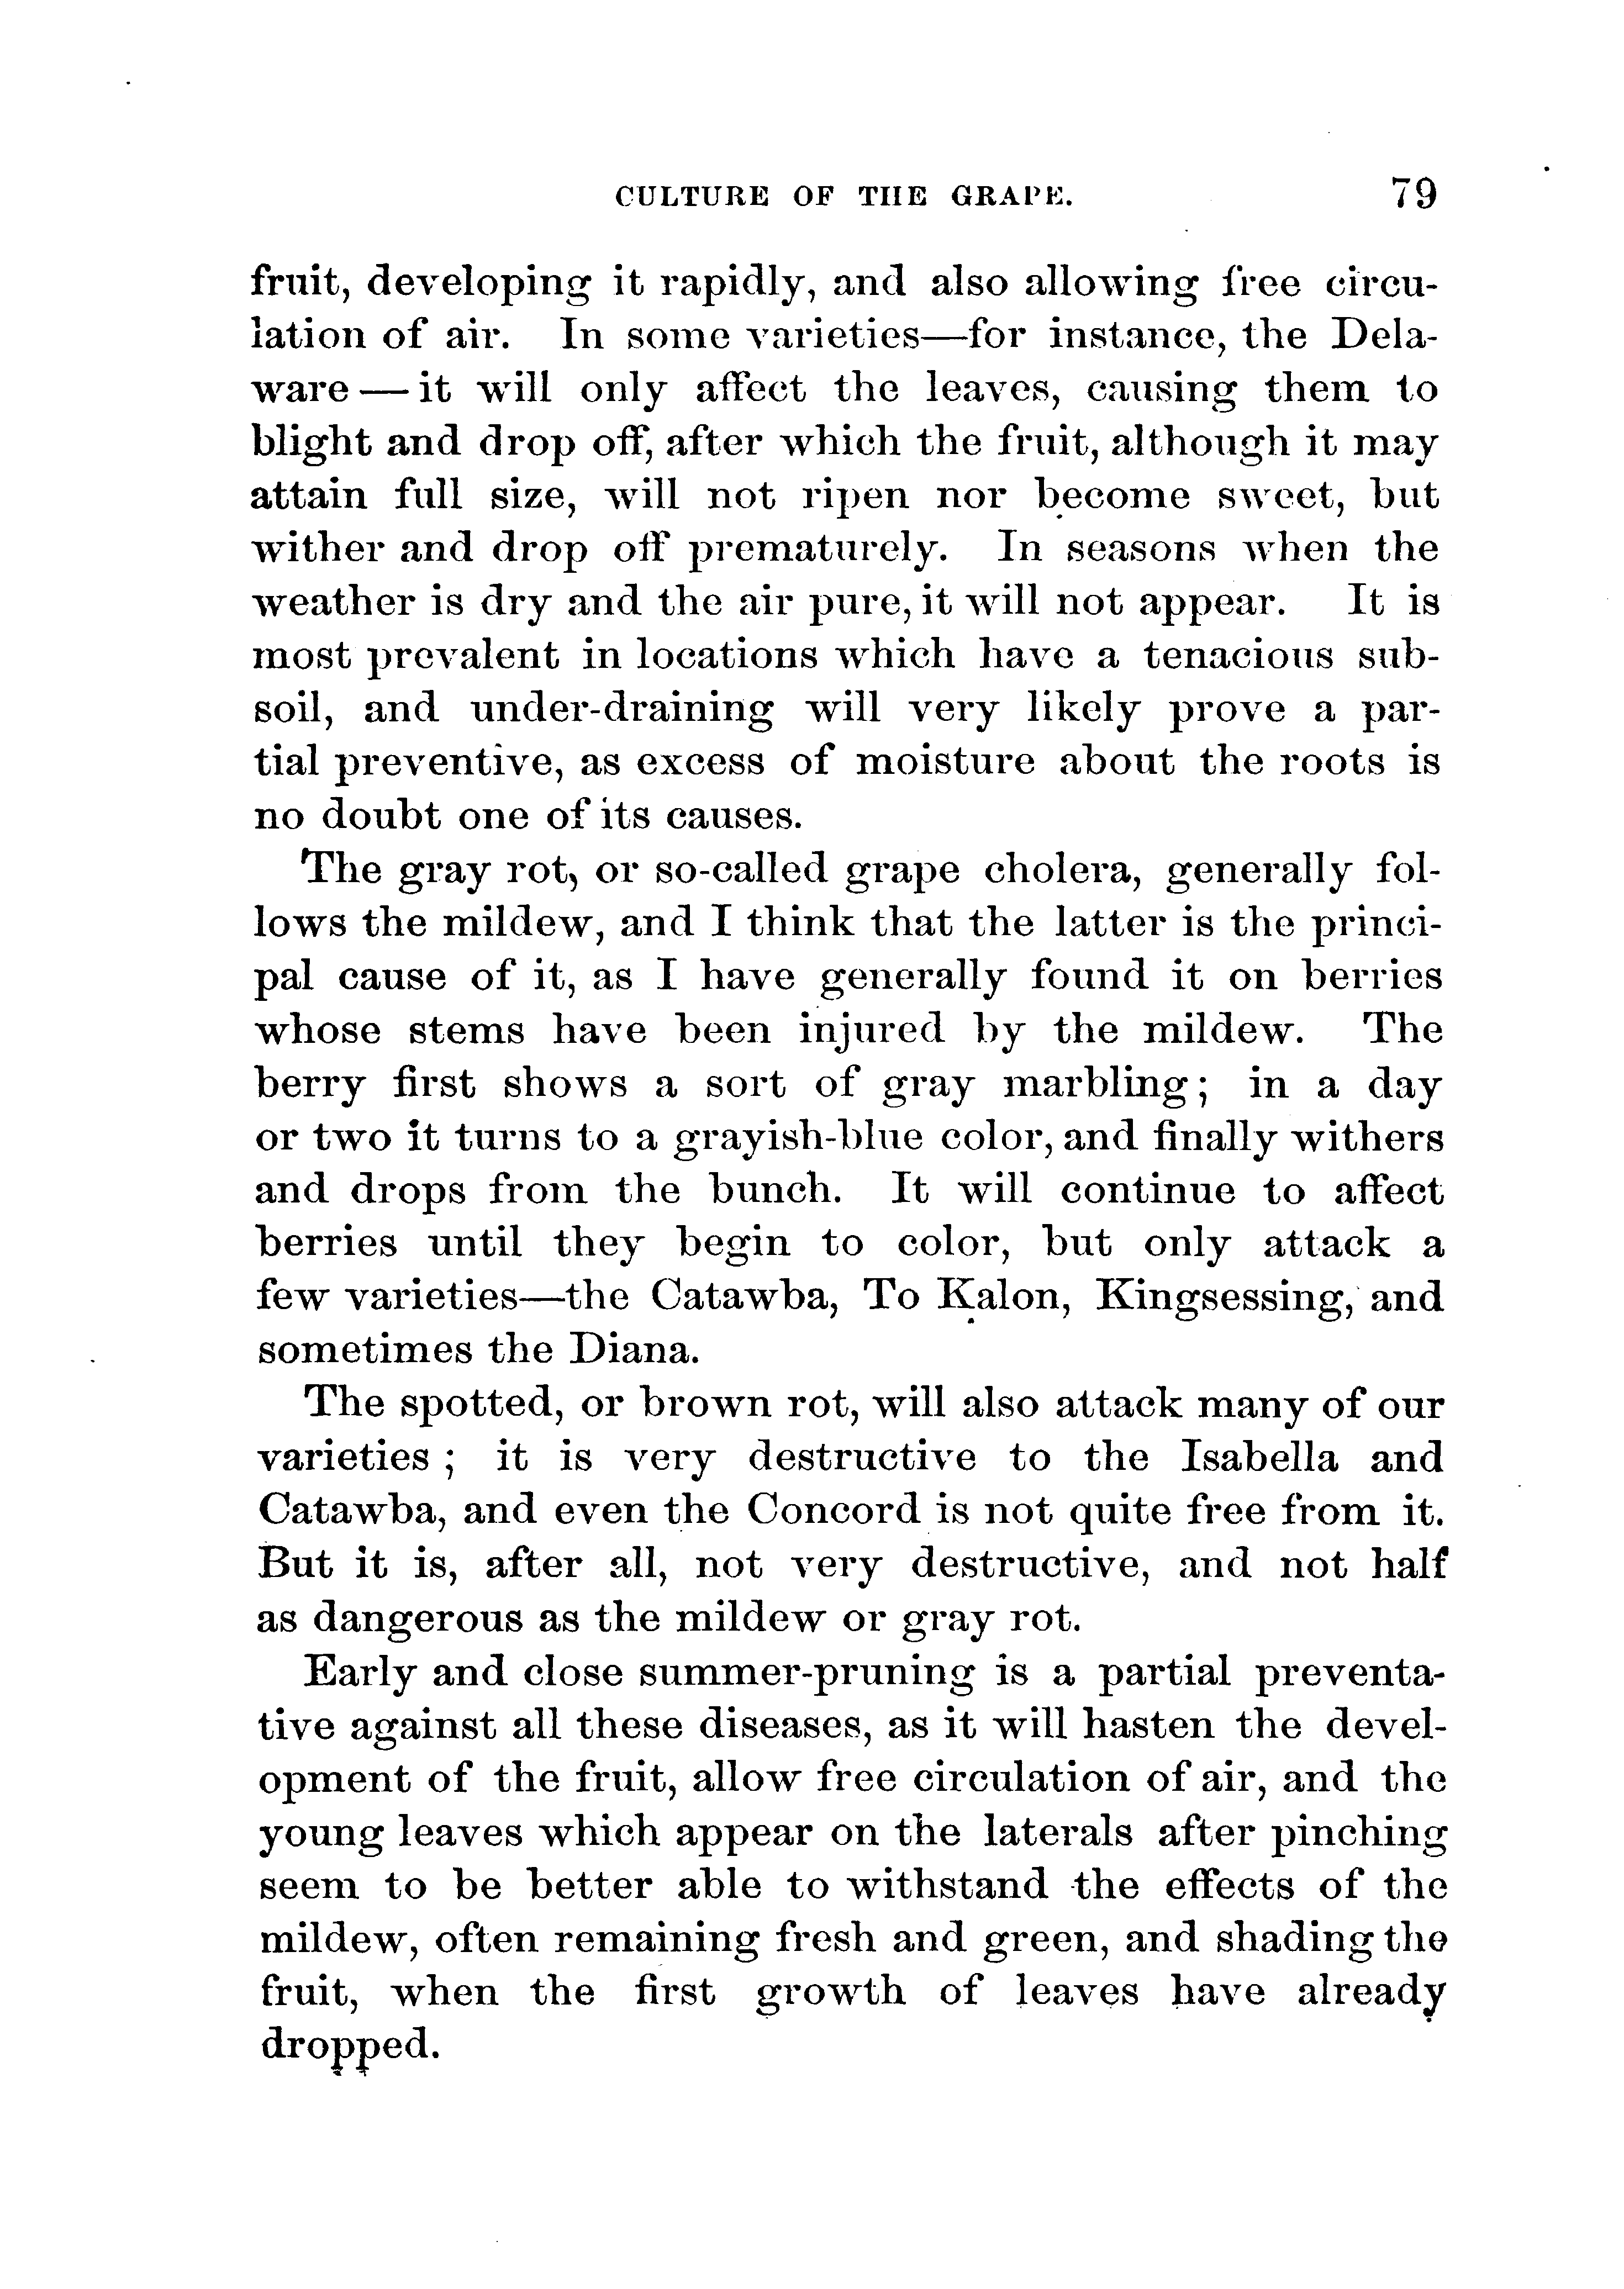 CULTURE OF THE GRAPE. 79
fruit, developing it rapidly, and also allowing free circu-
lation of air. In some varieties—for instance, the Dela-
ware — it will only affect the leaves, causing them to
blight and drop off, after which the fruit, although it may
attain full size, will not ripen nor become sweet, but
wither and drop off prematurely. In seasons when the
weather is dry and the air pure, it will not appear. It is
most prevalent in locations which have a tenacious sub-
soil, and under-draining will very likely prove a par-
tial preventive, as excess of moisture about the roots is
no doubt one of its causes.
The gray rot, or so-called grape cholera, generally fol-
lows the mildew, and I think that the latter is the princi-
pal cause of it, as I have generally found it on berries
whose stems have been injured by the mildew. The
berry first shows a sort of gray marbling; in a day
or two it turns to a grayish-blue color, and finally withers
and drops from the bunch. It will continue to affect
berries until they begin to color, but only attack a
few varieties—the Catawba, To Kalon, Kingsessing, and
sometimes the Diana.
The spotted, or brown rot, will also attack many of our
varieties ; it is very destructive to the Isabella and
Catawba, and even the Concord is not quite free from it.
But it is, after all, not very destructive, and not half
as dangerous as the mildew or gray rot.
Early and close summer-pruning is a partial preventa-
tive against all these diseases, as it will hasten the devel-
opment of the fruit, allow free circulation of air, and the
young leaves which appear on the laterals after pinching
seem to be better able to withstand the effects of the
mildew, often remaining fresh and green, and shading the
fruit, when the first growth of leaves have already
dropped.